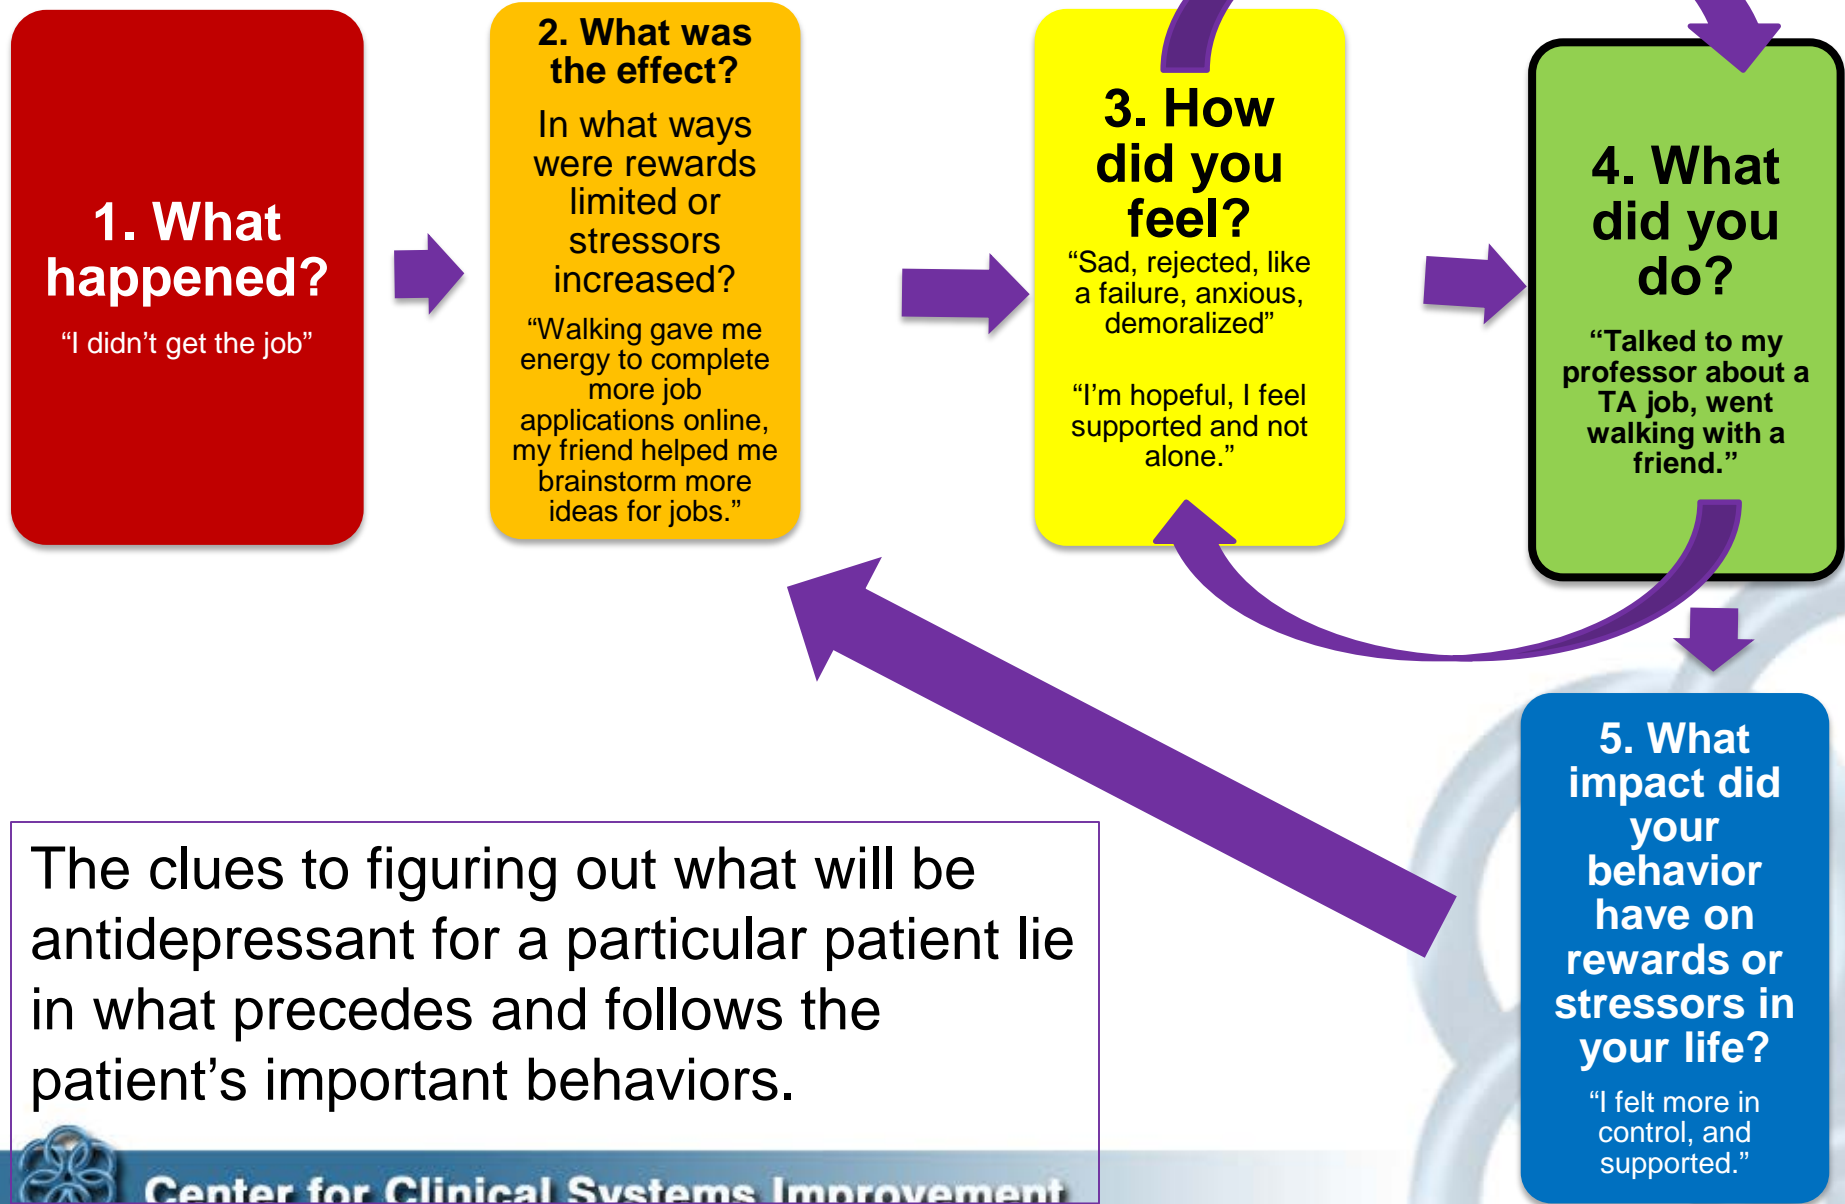 1. What
happened?
“I didn’t get the job”
2. What was
the effect?
In what ways
were rewards
limited or
stressors
increased?
“Walking gave me
energy to complete
more job
applications online,
my friend helped me
brainstorm more
ideas for jobs.”
3. How
did you
feel?
“Sad, rejected, like
a failure, anxious,
demoralized”
“I’m hopeful, I feel
supported and not
alone.”
4. What
did you
do?
“Talked to my
professor about a
TA job, went
walking with a
friend.”
5. What
impact did
your
behavior
have on
rewards or
stressors in
your life?
“I felt more in
control, and
supported.”
The clues to figuring out what will be
antidepressant for a particular patient lie
in what precedes and follows the
patient’s important behaviors.
Center for Clinical Systems Improvement